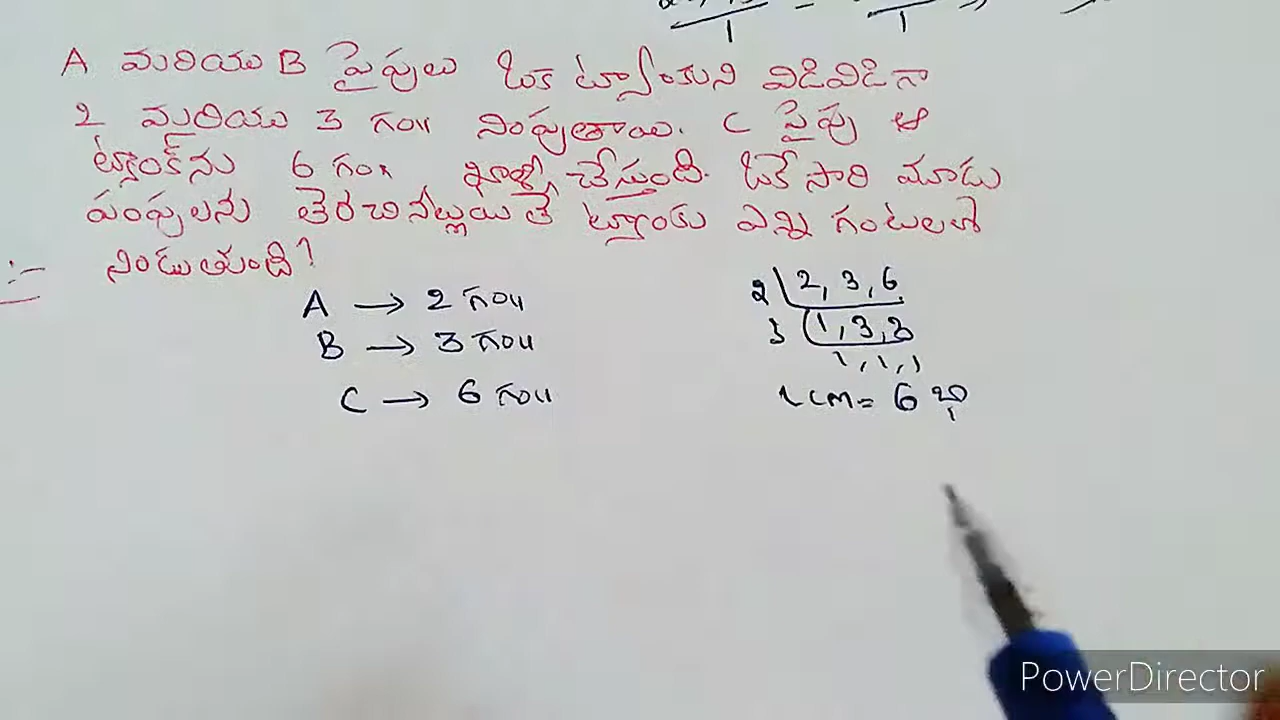 A మరియు B పైపులు ఒక ట్యాంకుని విడివిడిగా
2 మరియు 3 గం॥ నింపుతాయి. C పైపు ఆ
ట్యాంక్‌ను 6 గం॥ ఖాళీ చేస్తుంది. ఒకే సారి మూడు
పంపులను తెరచినట్లయితే ట్యాంకు ఎన్ని గంటలలో
నిండుతుంది?
:-
A → 2 గం॥
B → 3 గం॥
C → 6 గం॥
2 | 2, 3, 6
3 | 1, 3, 3
1, 1, 1
LCM = 6
PowerDirector